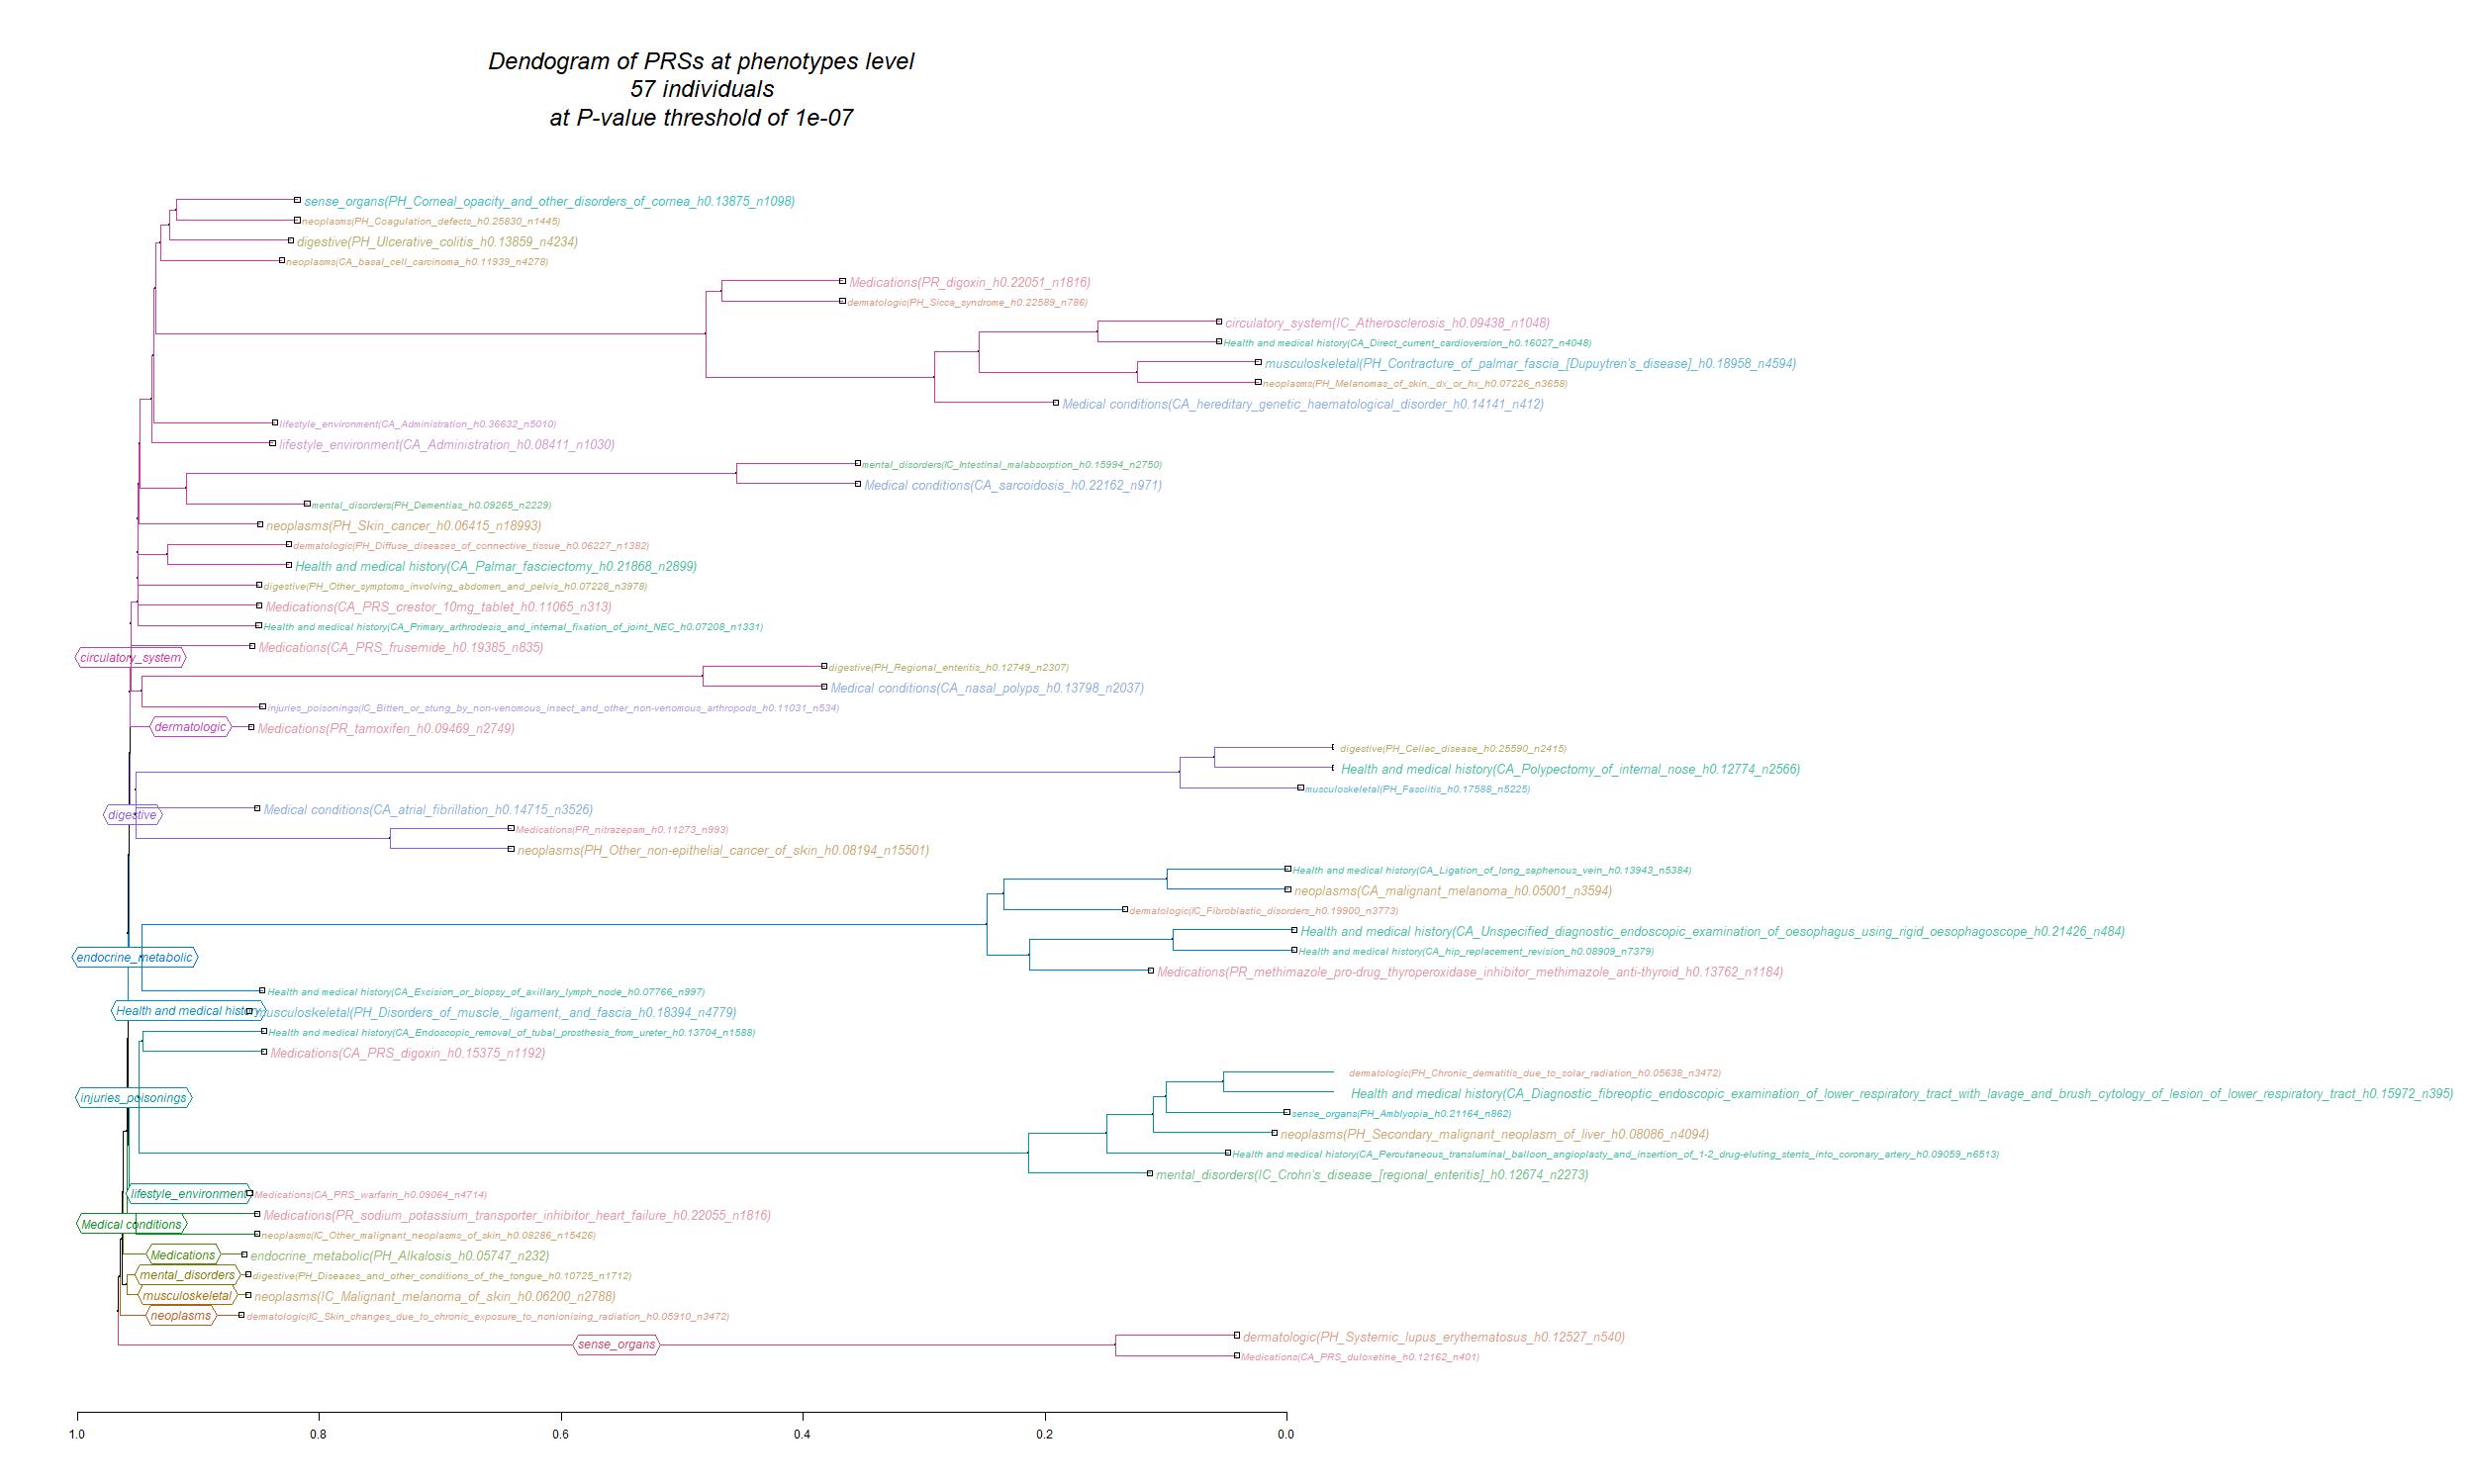 Dendogram of PRSs at phenotypes level
57 individuals
at P-value threshold of 1e-07
sense_organs(PH_Corneal_opacity_and_other_disorders_of_cornea_h0.13875_n1098)
neoplasms(PH_Coagulation_defects_h0.25830_n1445)
digestive(PH_Ulcerative_colitis_h0.13859_n4234)
neoplasms(CA_basal_cell_carcinoma_h0.11939_n4278)
Medications(PR_digoxin_h0.22051_n1816)
dermatologic(PH_Sicca_syndrome_h0.22589_n786)
circulatory_system(IC_Atherosclerosis_h0.09438_n1048)
Health and medical history(CA_Direct_current_cardioversion_h0.16027_n4048)
musculoskeletal(PH_Contracture_of_palmar_fascia_[Dupuytren's_disease]_h0.18958_n4594)
neoplasms(PH_Melanomas_of_skin,_dx_or_hx_h0.07226_n3658)
Medical conditions(CA_hereditary_genetic_haematological_disorder_h0.14141_n412)
lifestyle_environment(CA_Administration_h0.36632_n5010)
lifestyle_environment(CA_Administration_h0.08411_n1030)
mental_disorders(IC_Intestinal_malabsorption_h0.15994_n2750)
Medical conditions(CA_sarcoidosis_h0.22162_n971)
mental_disorders(PH_Dementias_h0.09265_n2229)
neoplasms(PH_Skin_cancer_h0.06415_n18993)
dermatologic(PH_Diffuse_diseases_of_connective_tissue_h0.06227_n1382)
Health and medical history(CA_Palmar_fasciectomy_h0.21868_n2899)
digestive(PH_Other_symptoms_involving_abdomen_and_pelvis_h0.07228_n3978)
Medications(CA_PRS_crestor_10mg_tablet_h0.11065_n313)
Health and medical history(CA_Primary_arthrodesis_and_internal_fixation_of_joint_NEC_h0.07208_n1331)
Medications(CA_PRS_frusemide_h0.19385_n835)
circulatory_system
digestive(PH_Regional_enteritis_h0.12749_n2307)
Medical conditions(CA_nasal_polyps_h0.13798_n2037)
injuries_poisonings(IC_Bitten_or_stung_by_non-venomous_insect_and_other_non-venomous_arthropods_h0.11031_n534)
dermatologic
Medications(PR_tamoxifen_h0.09469_n2749)
digestive(PH_Celiac_disease_h0.25590_n2415)
Health and medical history(CA_Polypectomy_of_internal_nose_h0.12774_n2566)
musculoskeletal(PH_Fasciitis_h0.17588_n5225)
Medical conditions(CA_atrial_fibrillation_h0.14715_n3526)
digestive
Medications(PR_nitrazepam_h0.11273_n993)
neoplasms(PH_Other_non-epithelial_cancer_of_skin_h0.08194_n15501)
Health and medical history(CA_Ligation_of_long_saphenous_vein_h0.13943_n5384)
neoplasms(CA_malignant_melanoma_h0.05001_n3594)
dermatologic(IC_Fibroblastic_disorders_h0.19900_n3773)
Health and medical history(CA_Unspecified_diagnostic_endoscopic_examination_of_oesophagus_using_rigid_oesophagoscope_h0.21426_n484)
Health and medical history(CA_hip_replacement_revision_h0.08909_n7379)
endocrine_metabolic
Medications(PR_methimazole_pro-drug_thyroperoxidase_inhibitor_methimazole_anti-thyroid_h0.13762_n1184)
Health and medical history(CA_Excision_or_biopsy_of_axillary_lymph_node_h0.07766_n997)
Health and medical history
musculoskeletal(PH_Disorders_of_muscle,_ligament,_and_fascia_h0.18394_n4779)
Health and medical history(CA_Endoscopic_removal_of_tubal_prosthesis_from_ureter_h0.13704_n1588)
Medications(CA_PRS_digoxin_h0.15375_n1192)
dermatologic(PH_Chronic_dematitis_due_to_solar_radiation_h0.05638_n3472)
Health and medical history(CA_Diagnostic_fibreoptic_endoscopic_examination_of_lower_respiratory_tract_with_lavage_and_brush_cytology_of_lesion_of_lower_respiratory_tract_h0.15972_n395)
injuries_poisonings
sense_organs(PH_Amblyopia_h0.21164_n862)
neoplasms(PH_Secondary_malignant_neoplasm_of_liver_h0.08086_n4094)
Health and medical history(CA_Percutaneous_transluminal_balloon_angioplasty_and_insertion_of_1-2_drug-eluting_stents_into_coronary_artery_h0.09059_n6513)
mental_disorders(IC_Crohn's_disease_[regional_enteritis]_h0.12674_n2273)
lifestyle_environment
Medications(CA_PRS_warfarin_h0.09064_n4714)
Medications(PR_sodium_potassium_transporter_inhibitor_heart_failure_h0.22055_n1816)
Medical conditions
neoplasms(IC_Other_malignant_neoplasms_of_skin_h0.08286_n15426)
Medications
endocrine_metabolic(PH_Alkalosis_h0.05747_n232)
mental_disorders
digestive(PH_Diseases_and_other_conditions_of_the_tongue_h0.10725_n1712)
musculoskeletal
neoplasms(IC_Malignant_melanoma_of_skin_h0.06200_n2788)
neoplasms
dermatologic(IC_Skin_changes_due_to_chronic_exposure_to_nonionising_radiation_h0.05910_n3472)
dermatologic(PH_Systemic_lupus_erythematosus_h0.12527_n540)
sense_organs
Medications(CA_PRS_duloxetine_h0.12162_n401)
1.0 0.8 0.6 0.4 0.2 0.0